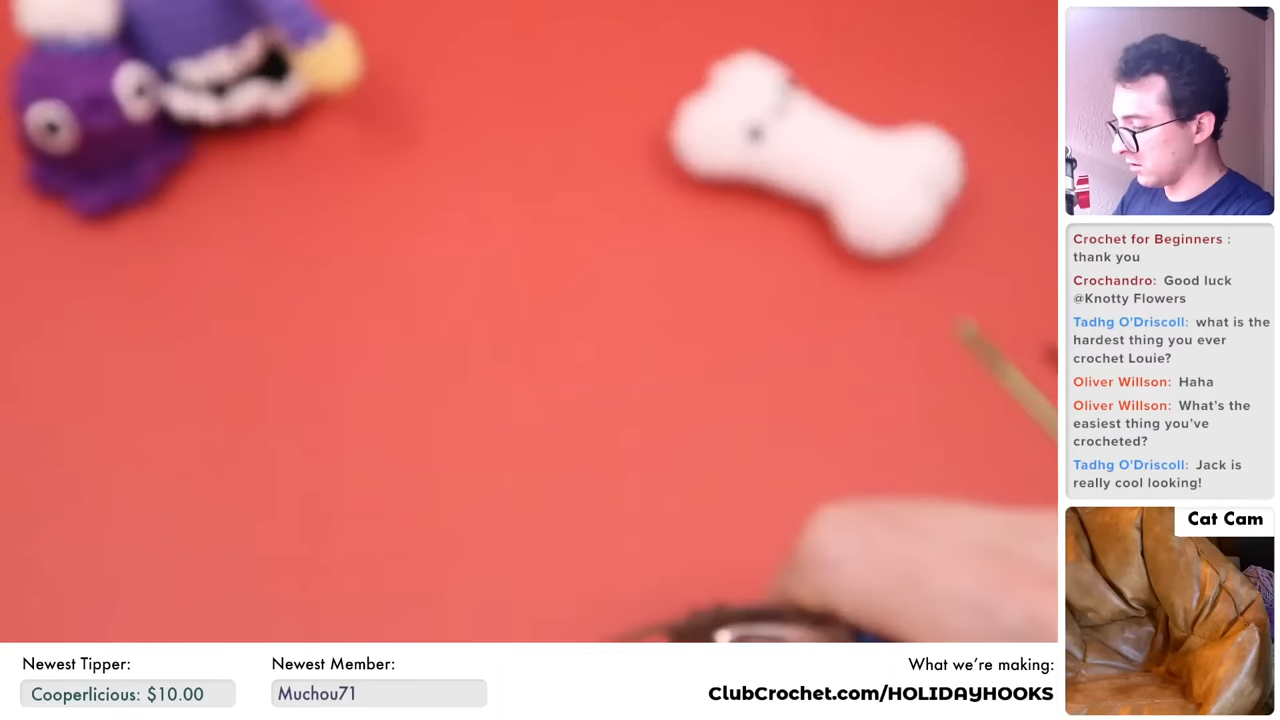 Crochet for Beginners :
thank you
Crochandro: Good luck
@Knotty Flowers
Tadhg O'Driscoll: what is the
hardest thing you ever
crochet Louie?
Oliver Willson: Haha
Oliver Willson: What's the
easiest thing you've
crocheted?
Tadhg O'Driscoll: Jack is
really cool looking!
Cat Cam
Newest Tipper:
Cooperlicious: $10.00
Newest Member:
Muchou71
What we're making:
ClubCrochet.com/HOLIDAYHOOKS